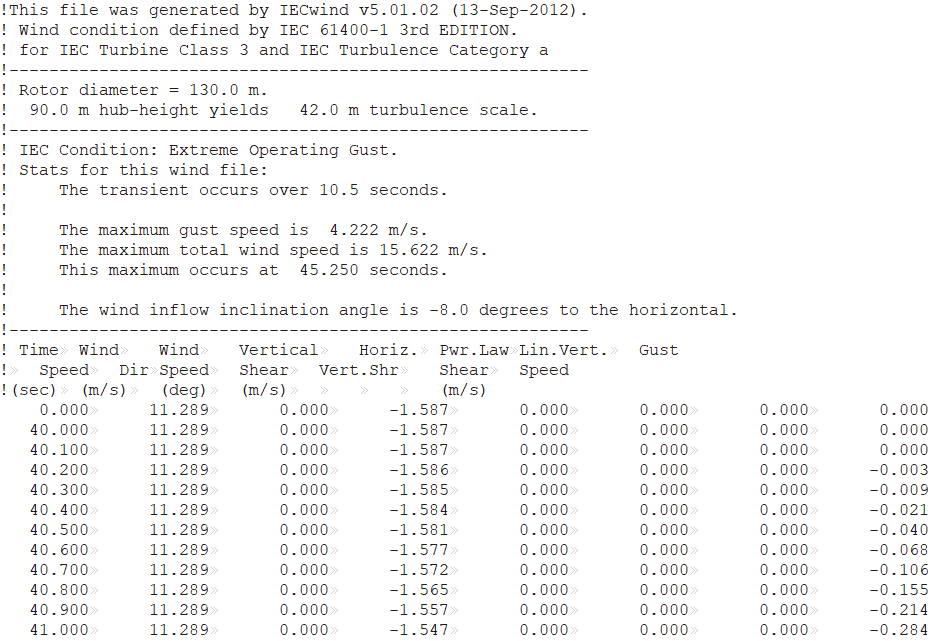 !This file was generated by IECwind v5.01.02 (13-Sep-2012).
! Wind condition defined by IEC 61400-1 3rd EDITION.
! for IEC Turbine Class 3 and IEC Turbulence Category a
!----------------------------------------------------------
! Rotor diameter = 130.0 m.
!  90.0 m hub-height yields   42.0 m turbulence scale.
!----------------------------------------------------------
! IEC Condition: Extreme Operating Gust.
! Stats for this wind file:
!     The transient occurs over 10.5 seconds.
!
!     The maximum gust speed is  4.222 m/s.
!     The maximum total wind speed is 15.622 m/s.
!     This maximum occurs at  45.250 seconds.
!
!     The wind inflow inclination angle is -8.0 degrees to the horizontal.
!----------------------------------------------------------
! Time Wind Wind Vertical Horiz. Pwr.Law Lin.Vert. Gust
! Speed Dir Speed Shear Vert.Shr Shear Speed
!(sec) (m/s) (deg) (m/s) (m/s)
0.000 11.289 0.000 -1.587 0.000 0.000 0.000 0.000
40.000 11.289 0.000 -1.587 0.000 0.000 0.000 0.000
40.100 11.289 0.000 -1.587 0.000 0.000 0.000 0.000
40.200 11.289 0.000 -1.586 0.000 0.000 0.000 -0.003
40.300 11.289 0.000 -1.585 0.000 0.000 0.000 -0.009
40.400 11.289 0.000 -1.584 0.000 0.000 0.000 -0.021
40.500 11.289 0.000 -1.581 0.000 0.000 0.000 -0.040
40.600 11.289 0.000 -1.577 0.000 0.000 0.000 -0.068
40.700 11.289 0.000 -1.572 0.000 0.000 0.000 -0.106
40.800 11.289 0.000 -1.565 0.000 0.000 0.000 -0.155
40.900 11.289 0.000 -1.557 0.000 0.000 0.000 -0.214
41.000 11.289 0.000 -1.547 0.000 0.000 0.000 -0.284